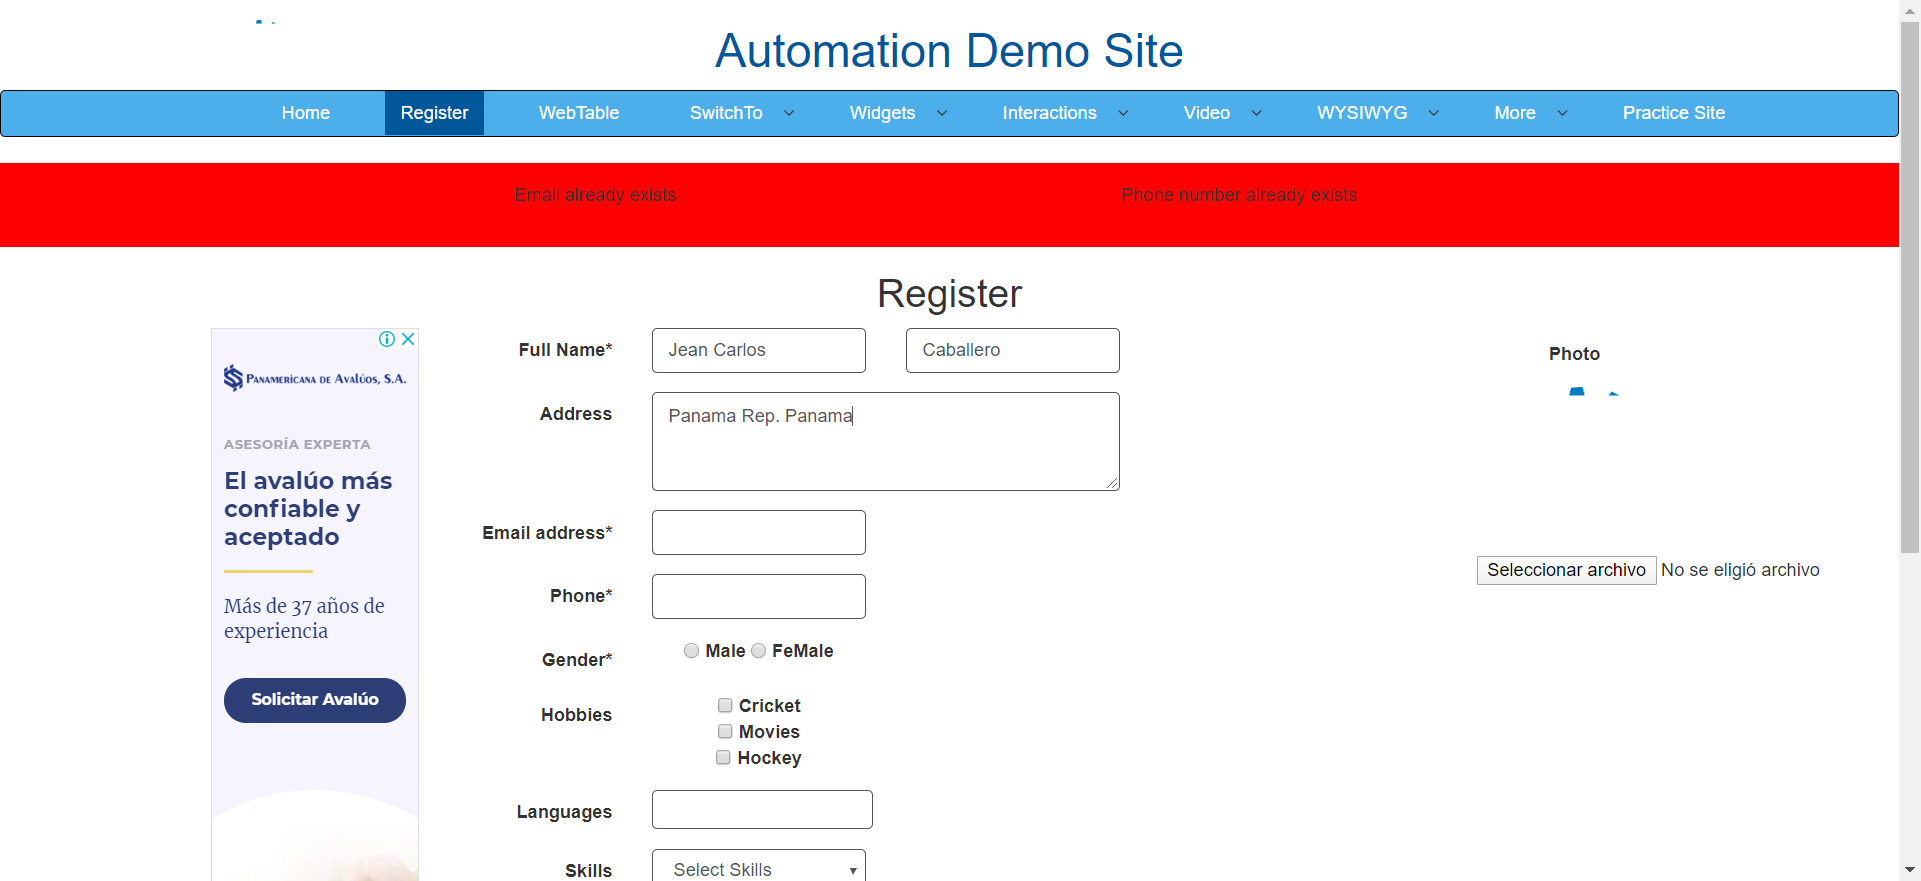 Automation Demo Site
Home Register WebTable SwitchTo Widgets Interactions Video WYSIWYG More Practice Site
Email already exists Phone number already exists
Register
Full Name* Jean Carlos Caballero
Photo
Address Panama Rep. Panama
Email address*
Phone*
Seleccionar archivo No se eligió archivo
Gender* Male FeMale
Hobbies Cricket
Movies
Hockey
Languages
Skills Select Skills
PANAMERICANA DE AVALÚOS, S.A.
ASESORÍA EXPERTA
El avalúo más
confiable y
aceptado
Más de 37 años de
experiencia
Solicitar Avalúo